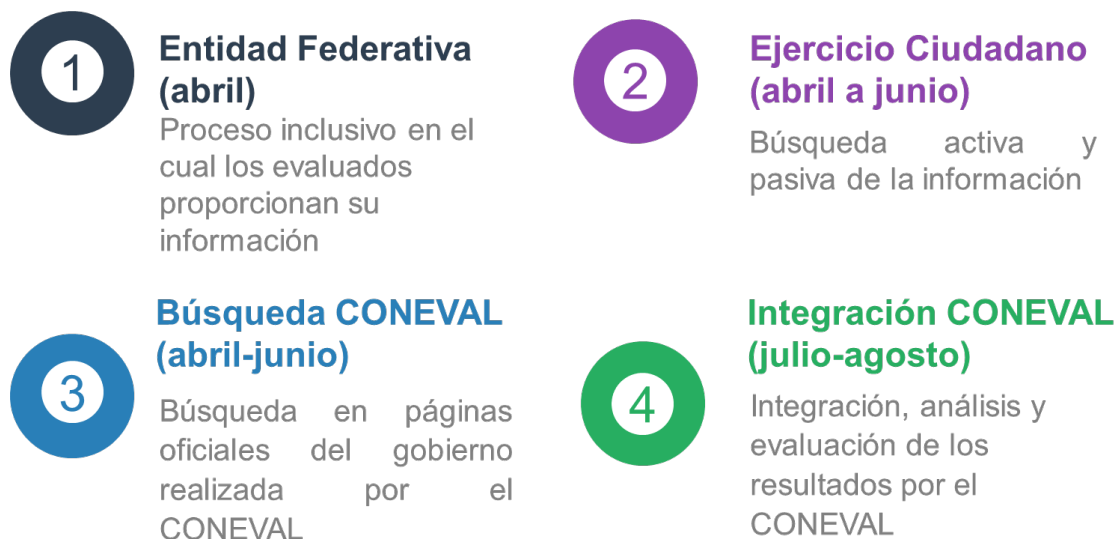 1
Entidad Federativa
(abril)
Proceso inclusivo en el
cual los evaluados
proporcionan su
información
2
Ejercicio Ciudadano
(abril a junio)
Búsqueda activa y
pasiva de la información
3
Búsqueda CONEVAL
(abril-junio)
Búsqueda en páginas
oficiales del gobierno
realizada por el
CONEVAL
4
Integración CONEVAL
(julio-agosto)
Integración, análisis y
evaluación de los
resultados por el
CONEVAL